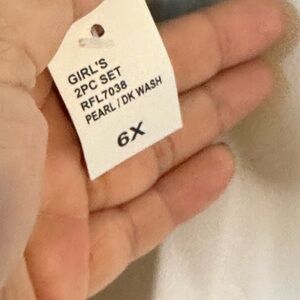 GIRL'S
2PC SET
RFL7038
PEARL/DK WASH
6X